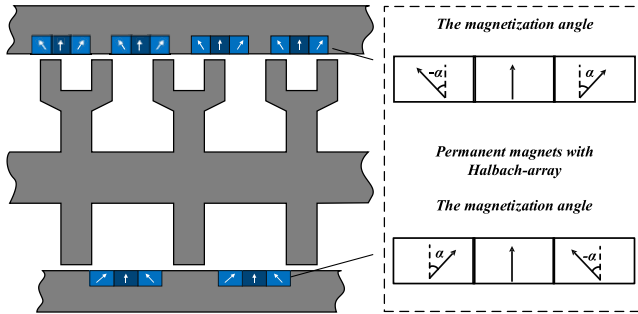 The magnetization angle
-α
α
Permanent magnets with
Halbach-array
The magnetization angle
α
-α